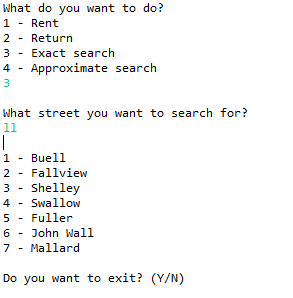 What do you want to do?
1 - Rent
2 - Return
3 - Exact search
4 - Approximate search
3
What street you want to search for?
ll
1 - Buell
2 - Fallview
3 - Shelley
4 - Swallow
5 - Fuller
6 - John Wall
7 - Mallard
Do you want to exit? (Y/N)